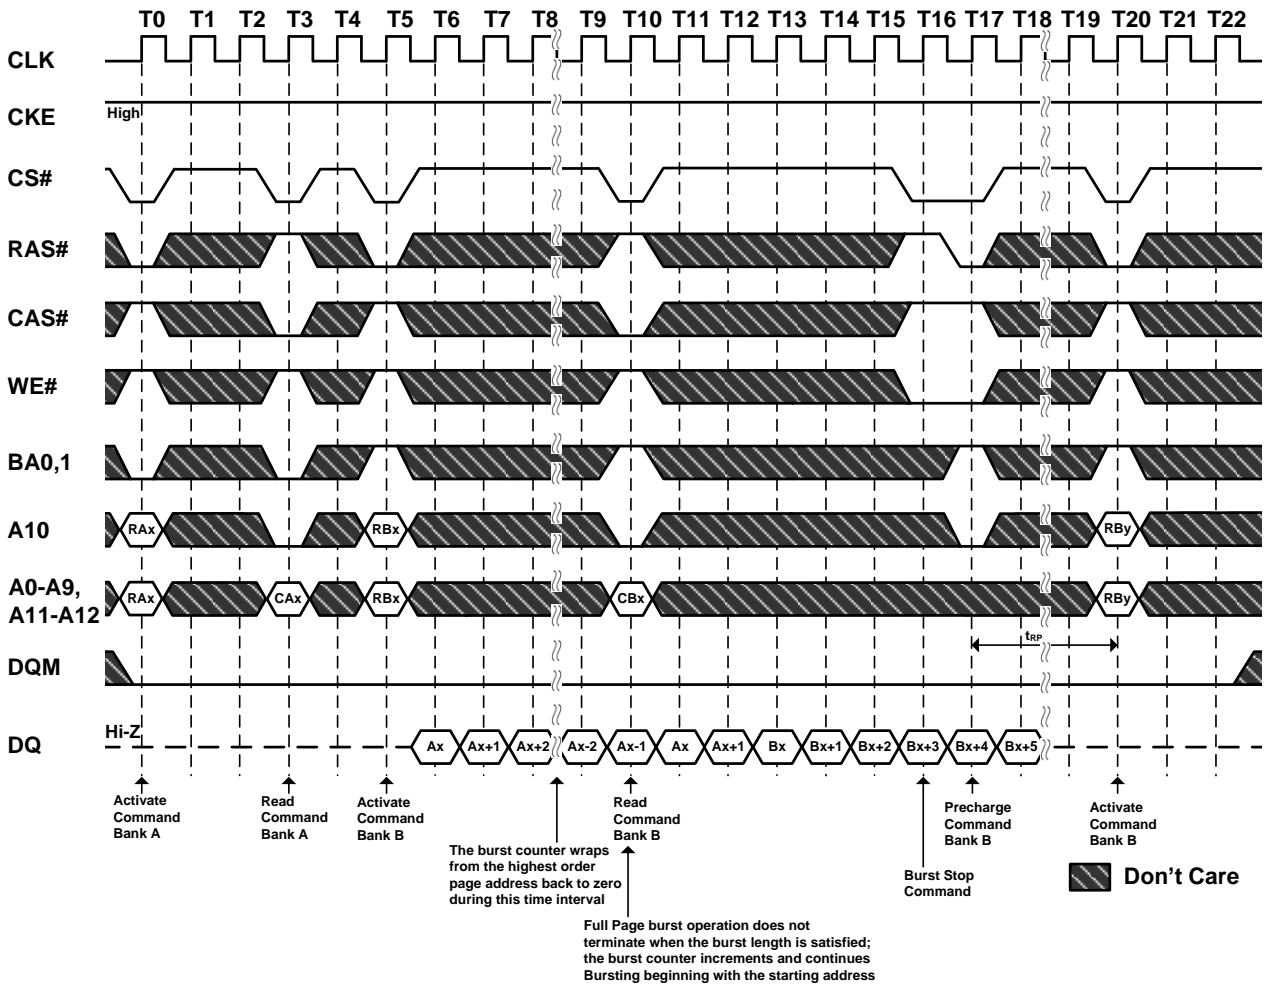 T0 T1 T2 T3 T4 T5 T6 T7 T8 T9 T10 T11 T12 T13 T14 T15 T16 T17 T18 T19 T20 T21 T22
CLK
CKE High
CS#
RAS#
CAS#
WE#
BA0,1
A10 RAx RBx RBy
A0-A9,
A11-A12 RAx CAx RBx CBx RBy
tRP
DQM
DQ Hi-Z Ax Ax+1 Ax+2 Ax-2 Ax-1 Ax Ax+1 Bx Bx+1 Bx+2 Bx+3 Bx+4 Bx+5
Activate
Command
Bank A
Read
Command
Bank A
Activate
Command
Bank B
The burst counter wraps
from the highest order
page address back to zero
during this time interval
Read
Command
Bank B
Full Page burst operation does not
terminate when the burst length is satisfied;
the burst counter increments and continues
Bursting beginning with the starting address
Burst Stop
Command
Precharge
Command
Bank B
Activate
Command
Bank B
Don't Care